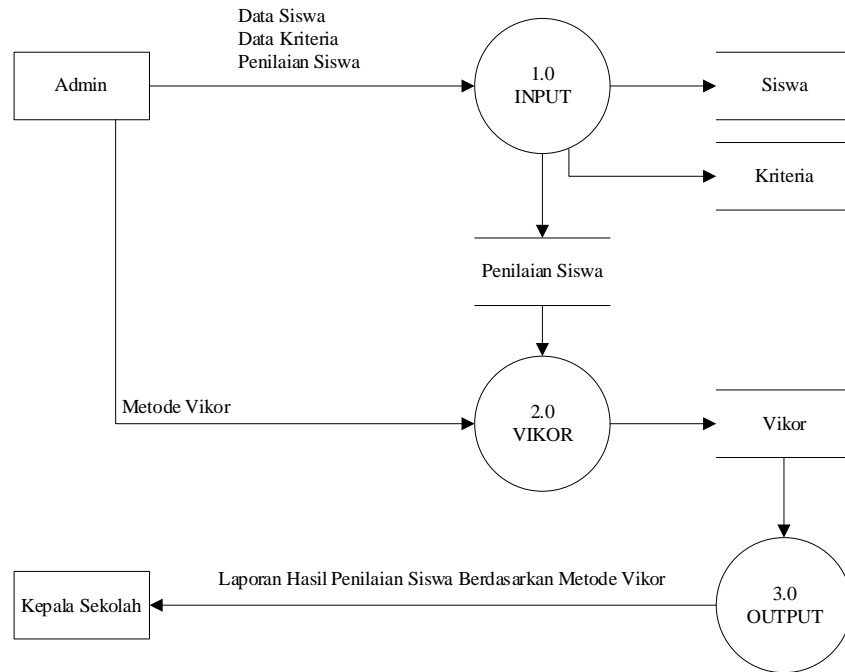 Data Siswa
Data Kriteria
Penilaian Siswa
Admin
1.0
INPUT
Siswa
Kriteria
Penilaian Siswa
Metode Vikor
2.0
VIKOR
Vikor
Laporan Hasil Penilaian Siswa Berdasarkan Metode Vikor
Kepala Sekolah
3.0
OUTPUT